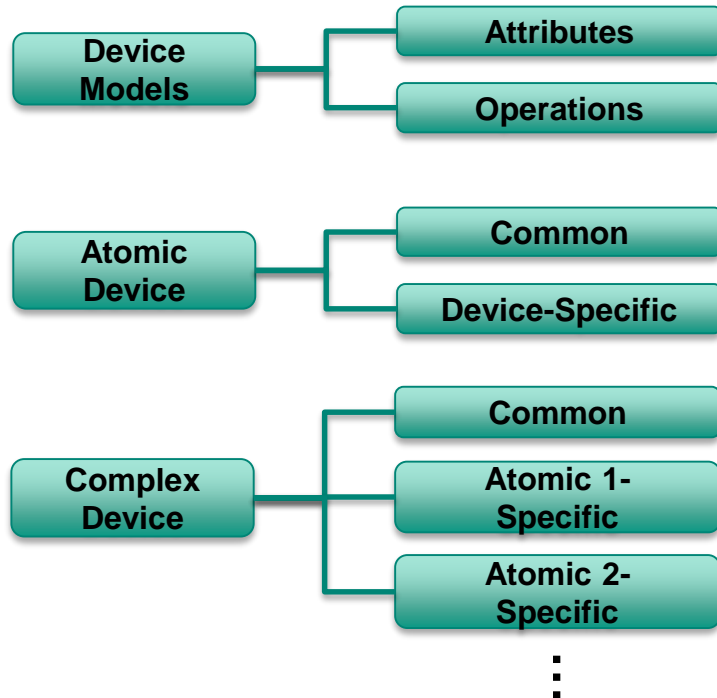 Device
Models
Attributes
Operations
Atomic
Device
Common
Device-Specific
Complex
Device
Common
Atomic 1-
Specific
Atomic 2-
Specific